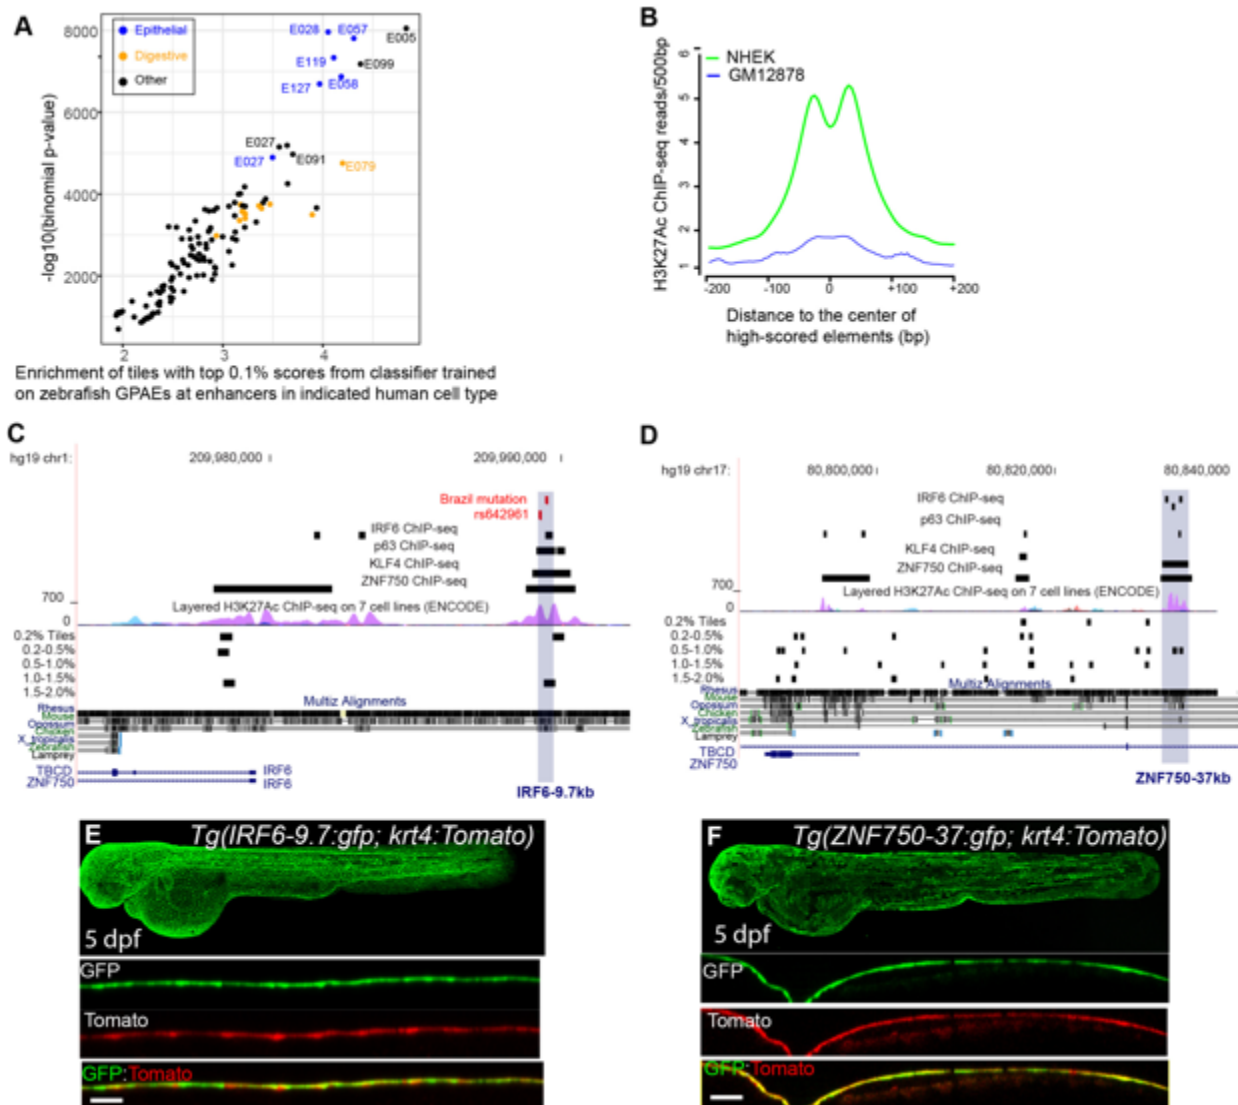 A
Epithelial
Digestive
Other
E028
E057
E005
E119
E099
E127
E058
E027
E027
E091
E079
8000
6000
4000
2000
-log10(binomial p-value)
2
3
4
Enrichment of tiles with top 0.1% scores from classifier trained
on zebrafish GPAEs at enhancers in indicated human cell type
B
NHEK
GM12878
H3K27Ac ChIP-seq reads/500bp
6
5
4
3
2
1
-200
-100
0
+100
+200
Distance to the center of
high-scored elements (bp)
C
hg19 chr1:
209,980,000
209,990,000
Brazil mutation
rs642961
IRF6 ChIP-seq
p63 ChIP-seq
KLF4 ChIP-seq
ZNF750 ChIP-seq
700
Layered H3K27Ac ChIP-seq on 7 cell lines (ENCODE)
0
0.2% Tiles
0.2-0.5%
0.5-1.0%
1.0-1.5%
1.5-2.0%
Multiz Alignments
Rhesus
Mouse
Opossum
Chicken
X_tropicalis
Zebrafish
Lamprey
TBCD
IRF6
ZNF750
IRF6
IRF6-9.7kb
D
hg19 chr17:
80,800,000
80,820,000
80,840,000
IRF6 ChIP-seq
p63 ChIP-seq
KLF4 ChIP-seq
ZNF750 ChIP-seq
700
Layered H3K27Ac ChIP-seq on 7 cell lines (ENCODE)
0
0.2% Tiles
0.2-0.5%
0.5-1.0%
1.0-1.5%
1.5-2.0%
Multiz Alignments
Rhesus
Mouse
Opossum
Chicken
X_tropicalis
Zebrafish
Lamprey
TBCD
ZNF750
ZNF750-37kb
E
Tg(IRF6-9.7:gfp; krt4:Tomato)
5 dpf
GFP
Tomato
GFP:Tomato
F
Tg(ZNF750-37:gfp; krt4:Tomato)
5 dpf
GFP
Tomato
GFP:Tomato